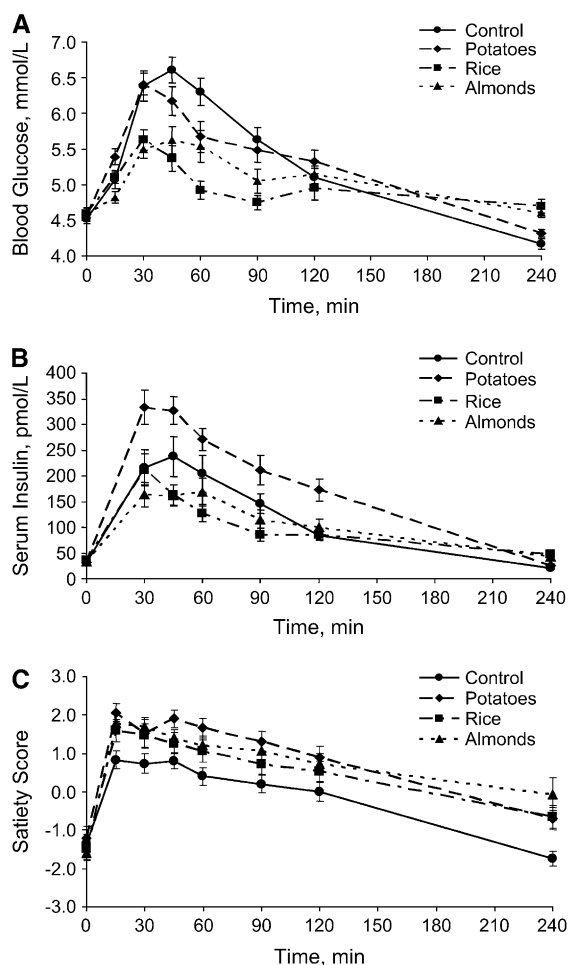 A
Blood Glucose, mmol/L
7.0
6.5
6.0
5.5
5.0
4.5
4.0
Control
Potatoes
Rice
Almonds
0 30 60 90 120 150 180 210 240
Time, min
B
Serum Insulin, pmol/L
400
350
300
250
200
150
100
50
0
Control
Potatoes
Rice
Almonds
0 30 60 90 120 150 180 210 240
Time, min
C
Satiety Score
3.0
2.0
1.0
0.0
-1.0
-2.0
-3.0
Control
Potatoes
Rice
Almonds
0 30 60 90 120 150 180 210 240
Time, min